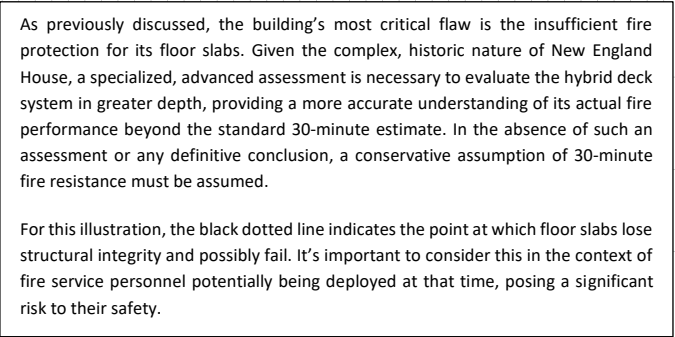 As previously discussed, the building’s most critical flaw is the insufficient fire
protection for its floor slabs. Given the complex, historic nature of New England
House, a specialized, advanced assessment is necessary to evaluate the hybrid deck
system in greater depth, providing a more accurate understanding of its actual fire
performance beyond the standard 30-minute estimate. In the absence of such an
assessment or any definitive conclusion, a conservative assumption of 30-minute
fire resistance must be assumed.
For this illustration, the black dotted line indicates the point at which floor slabs lose
structural integrity and possibly fail. It’s important to consider this in the context of
fire service personnel potentially being deployed at that time, posing a significant
risk to their safety.